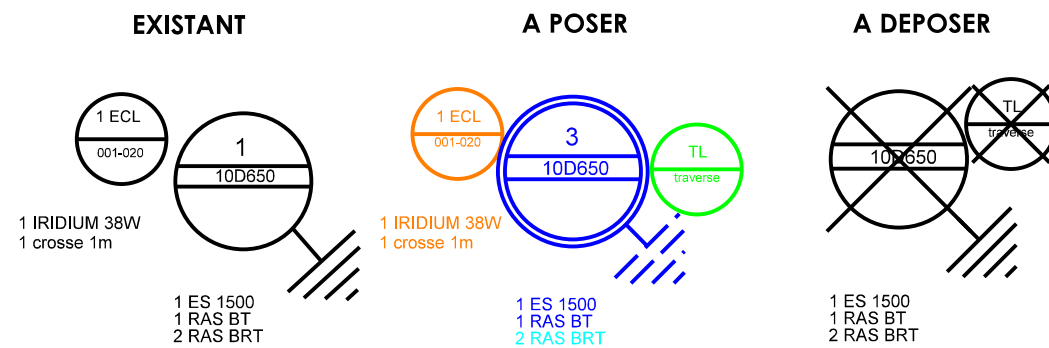 EXISTANT
1 ECL
001-020
1
10D650
1 IRIDIUM 38W
1 crosse 1m
1 ES 1500
1 RAS BT
2 RAS BRT
A POSER
1 ECL
001-020
3
10D650
TL
traverse
1 IRIDIUM 38W
1 crosse 1m
1 ES 1500
1 RAS BT
2 RAS BRT
A DEPOSER
TL
traverse
10D650
1 ES 1500
1 RAS BT
2 RAS BRT